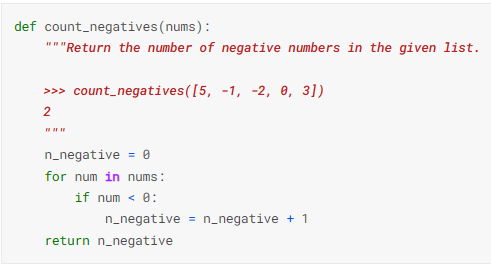 def count_negatives(nums):
    """Return the number of negative numbers in the given list.

    >>> count_negatives([5, -1, -2, 0, 3])
    2
    """
    n_negative = 0
    for num in nums:
        if num < 0:
            n_negative = n_negative + 1
    return n_negative